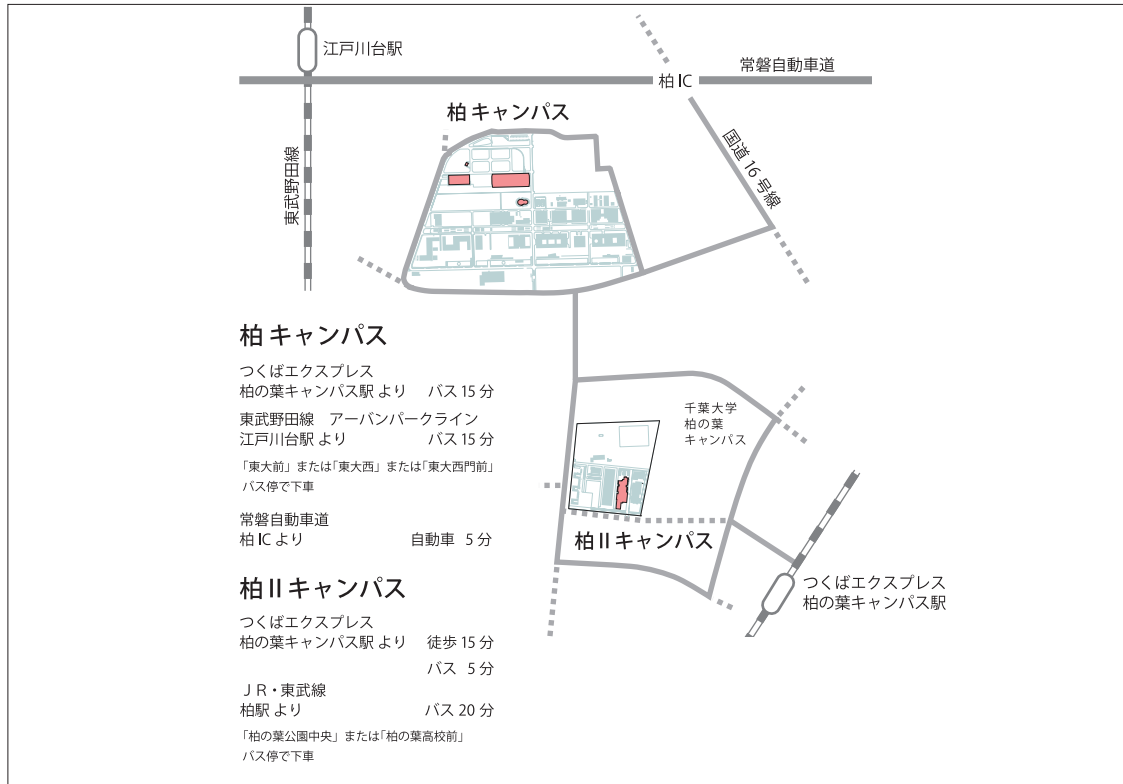 江戸川台駅
常磐自動車道
柏 IC
柏 キャンパス
国道 16 号線
東武野田線
柏 キャンパス
つくばエクスプレス
柏の葉キャンパス駅 より バス 15 分
東武野田線 アーバンパークライン
江戸川台駅 より バス 15 分
「東大前」または「東大西」または「東大西門前」
バス停で下車
常磐自動車道
柏 IC より 自動車 5 分
千葉大学
柏の葉
キャンパス
柏 II キャンパス
つくばエクスプレス
柏の葉キャンパス駅
柏 II キャンパス
つくばエクスプレス
柏の葉キャンパス駅 より 徒歩 15 分
バス 5 分
ＪＲ・東武線
柏駅 より バス 20 分
「柏の葉公園中央」または「柏の葉高校前」
バス停で下車